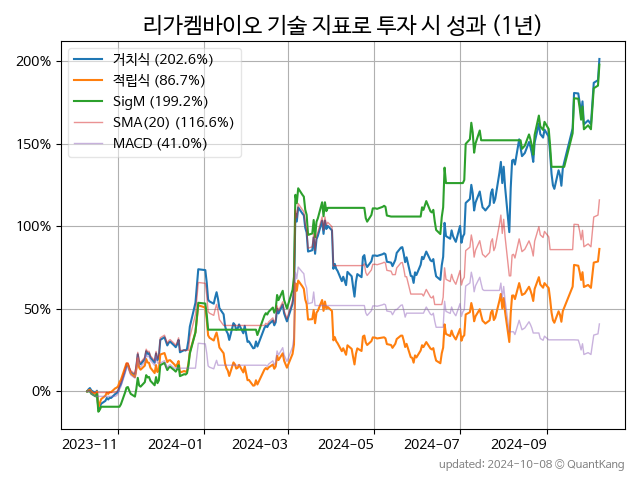 리가켐바이오 기술 지표로 투자 시 성과 (1년)
거치식 (202.6%)
적립식 (86.7%)
SigM (199.2%)
SMA(20) (116.6%)
MACD (41.0%)
200%
150%
100%
50%
0%
2023-11 2024-01 2024-03 2024-05 2024-07 2024-09
updated: 2024-10-08 © QuantKang